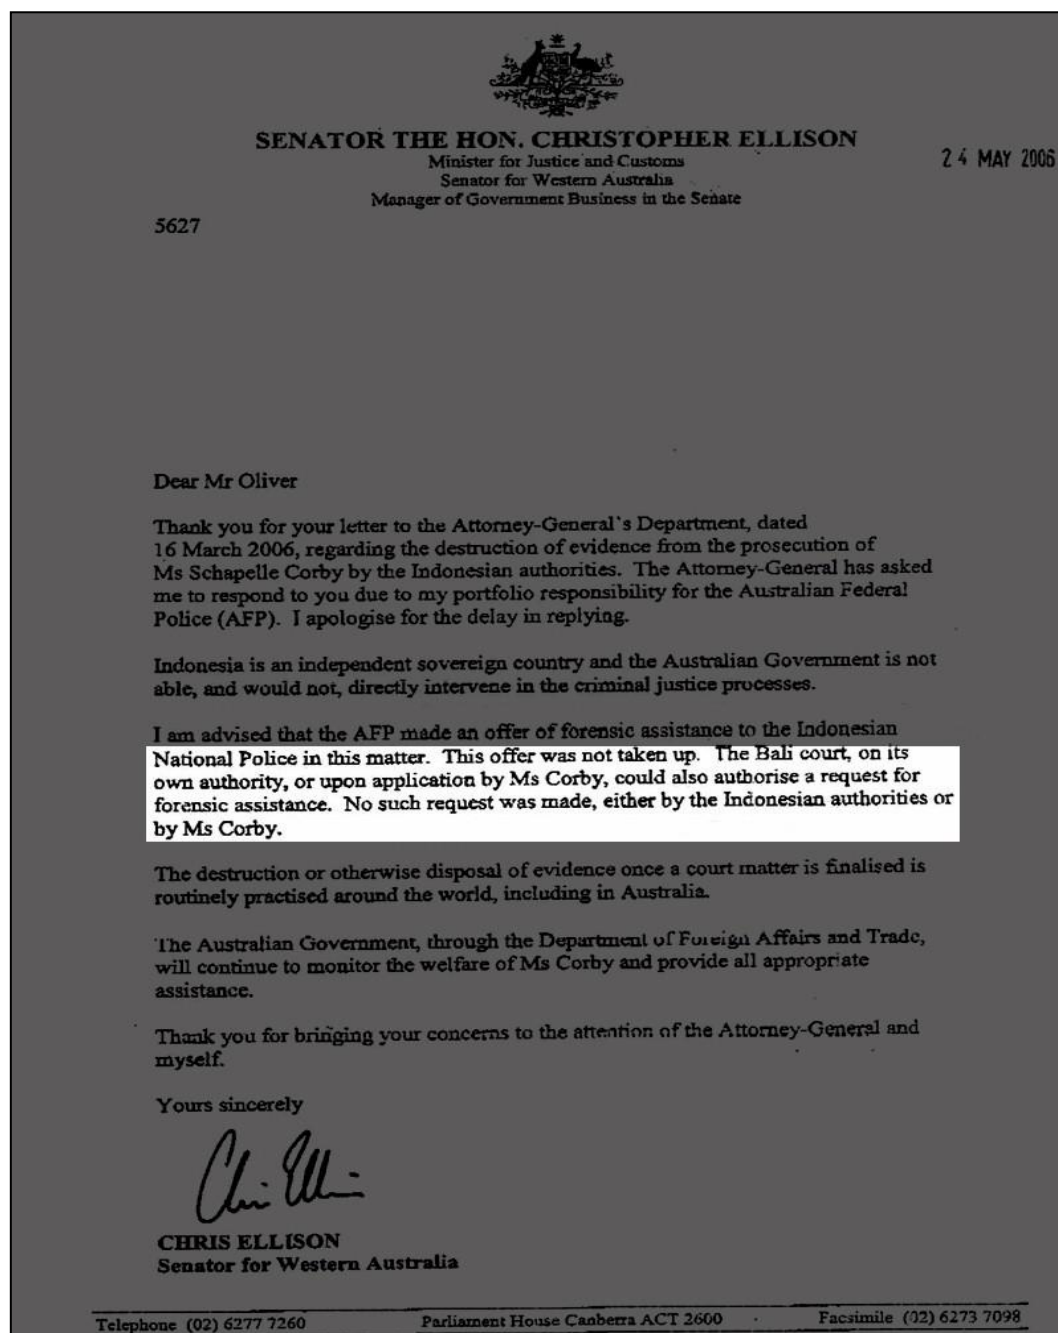 SENATOR THE HON. CHRISTOPHER ELLISON
Minister for Justice and Customs
Senator for Western Australia
Manager of Government Business in the Senate
24 MAY 2006
5627
Dear Mr Oliver
Thank you for your letter to the Attorney-General's Department, dated
16 March 2006, regarding the destruction of evidence from the prosecution of
Ms Schapelle Corby by the Indonesian authorities. The Attorney-General has asked
me to respond to you due to my portfolio responsibility for the Australian Federal
Police (AFP). I apologise for the delay in replying.
Indonesia is an independent sovereign country and the Australian Government is not
able, and would not, directly intervene in the criminal justice processes.
I am advised that the AFP made an offer of forensic assistance to the Indonesian
National Police in this matter. This offer was not taken up. The Bali court, on its
own authority, or upon application by Ms Corby, could also authorise a request for
forensic assistance. No such request was made, either by the Indonesian authorities or
by Ms Corby.
The destruction or otherwise disposal of evidence once a court matter is finalised is
routinely practised around the world, including in Australia.
The Australian Government, through the Department of Foreign Affairs and Trade,
will continue to monitor the welfare of Ms Corby and provide all appropriate
assistance.
Thank you for bringing your concerns to the attention of the Attorney-General and
myself.
Yours sincerely
Chris Ellison
CHRIS ELLISON
Senator for Western Australia
Telephone (02) 6277 7260 Parliament House Canberra ACT 2600 Facsimile (02) 6273 7098